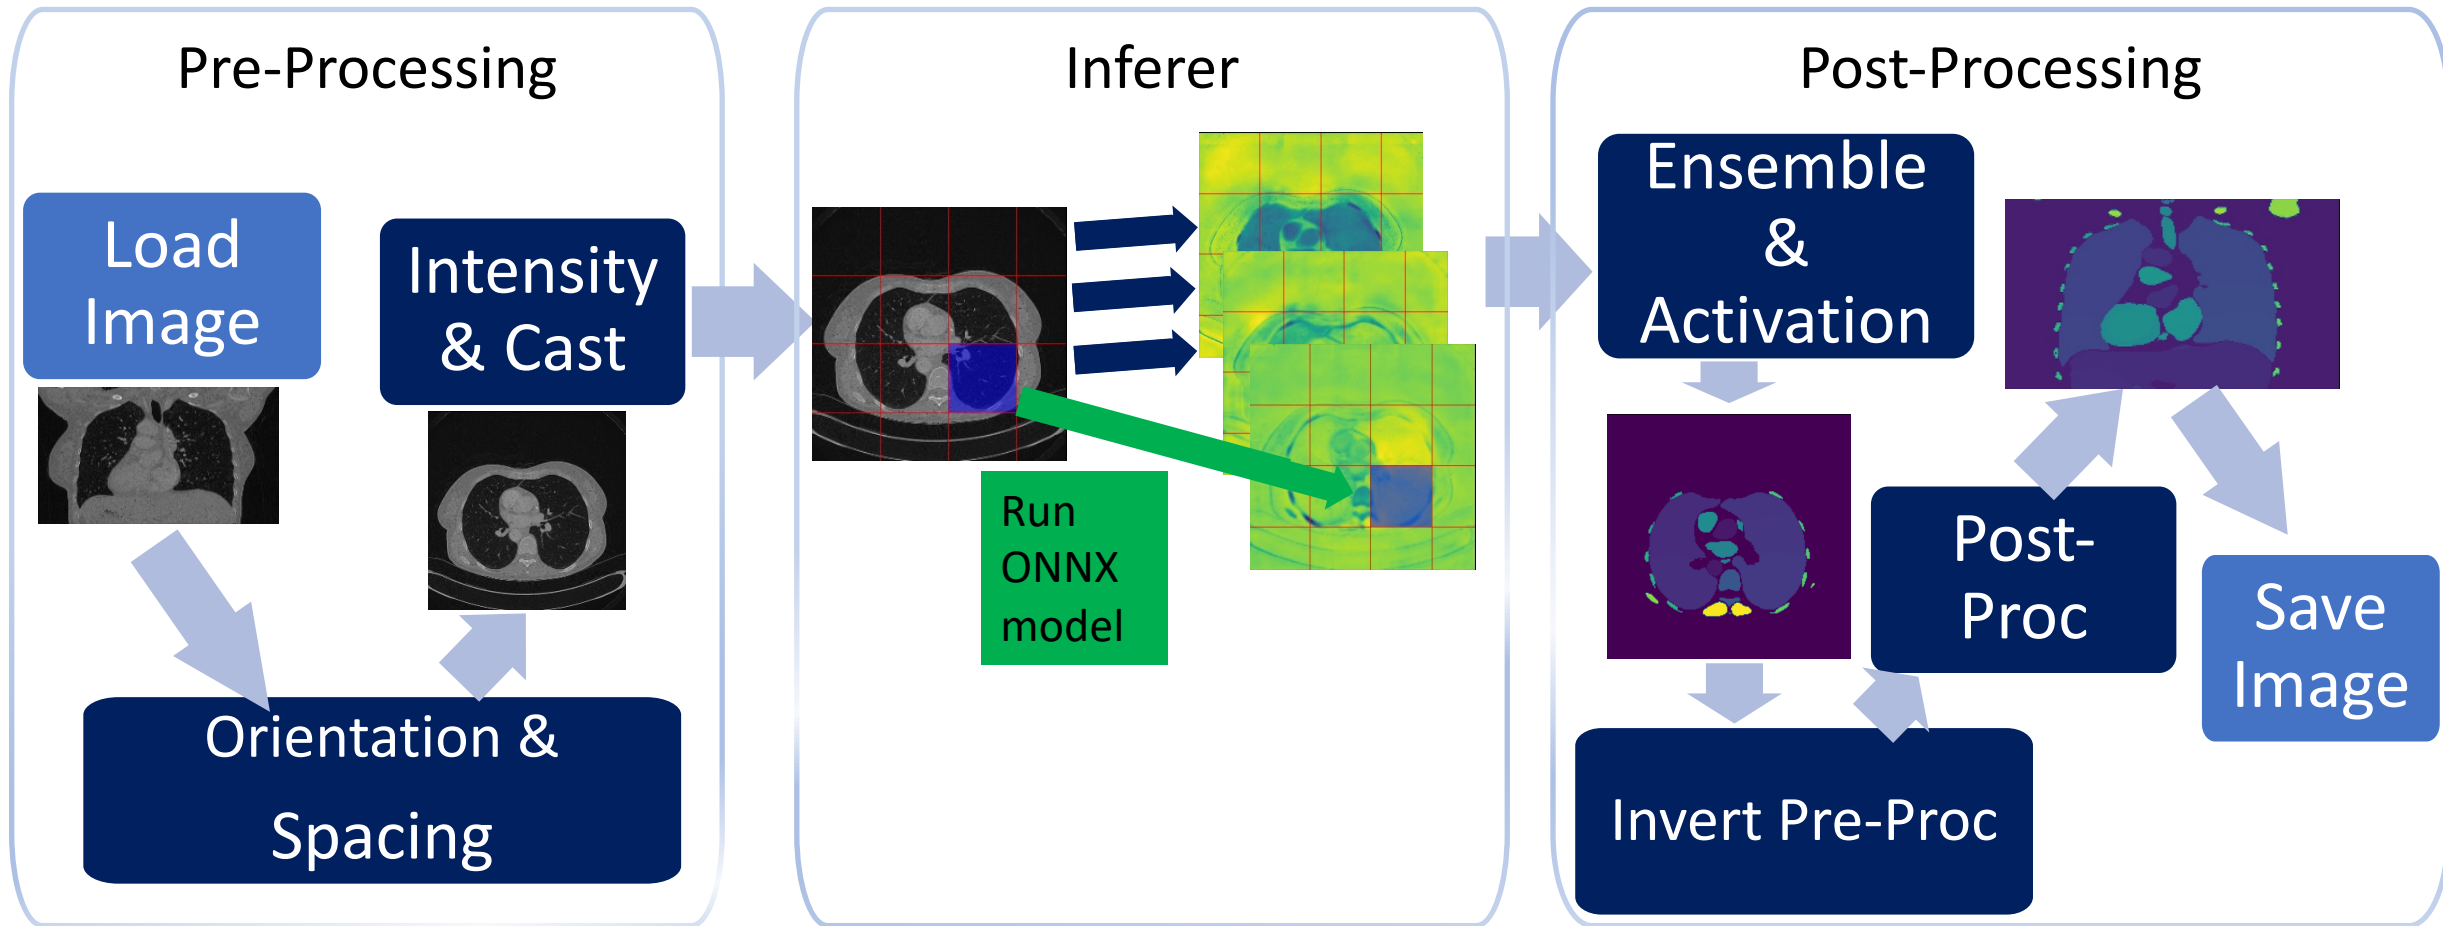 Pre-Processing
Load
Image
Intensity
& Cast
Orientation &
Spacing
Inferer
Run
ONNX
model
Post-Processing
Ensemble
&
Activation
Invert Pre-Proc
Post-
Proc
Save
Image